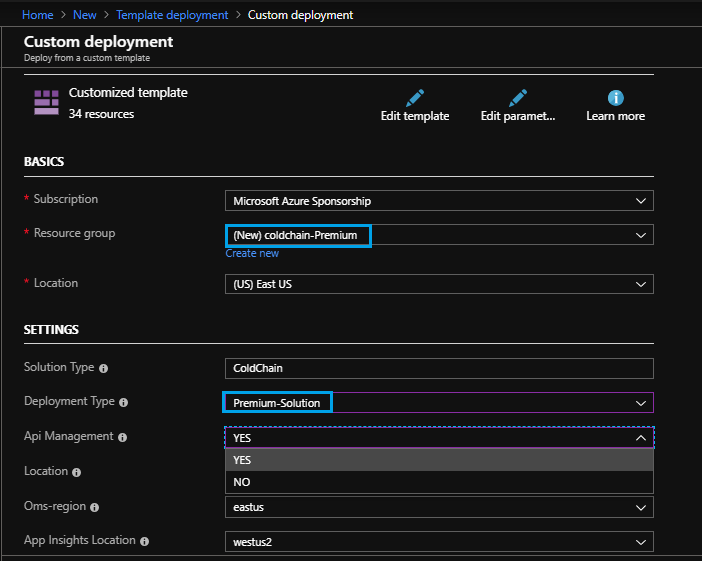 Home > New > Template deployment > Custom deployment
Custom deployment
Deploy from a custom template
Customized template
34 resources
Edit template
Edit paramet...
Learn more
BASICS
* Subscription
Microsoft Azure Sponsorship
* Resource group
(New) coldchain-Premium
Create new
* Location
(US) East US
SETTINGS
Solution Type
ColdChain
Deployment Type
Premium-Solution
Api Management
YES
YES
NO
Location
Oms-region
eastus
App Insights Location
westus2